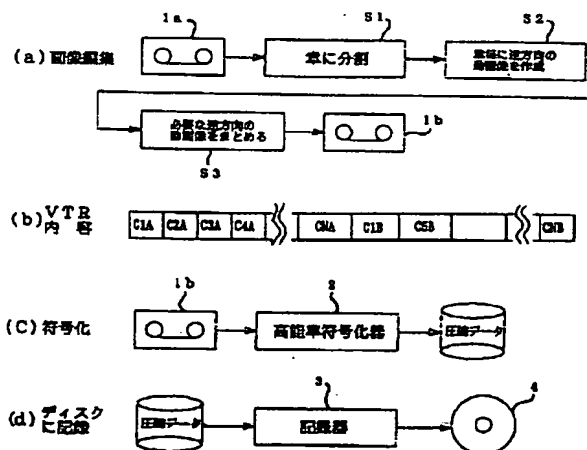 1a
S1
S2
(a) 画像編集
章に分割
章毎に逆方向の
動画像を作成
必要な逆方向の
動画像をまとめる
S3
1b
(b) VTR
内容
C1A C2A C3A C4A CNA C1B C5B CNB
1b
2
(C) 符号化
高能率符号化器
圧縮データ
3
4
(d) ディスク
に記録
圧縮データ
記録器